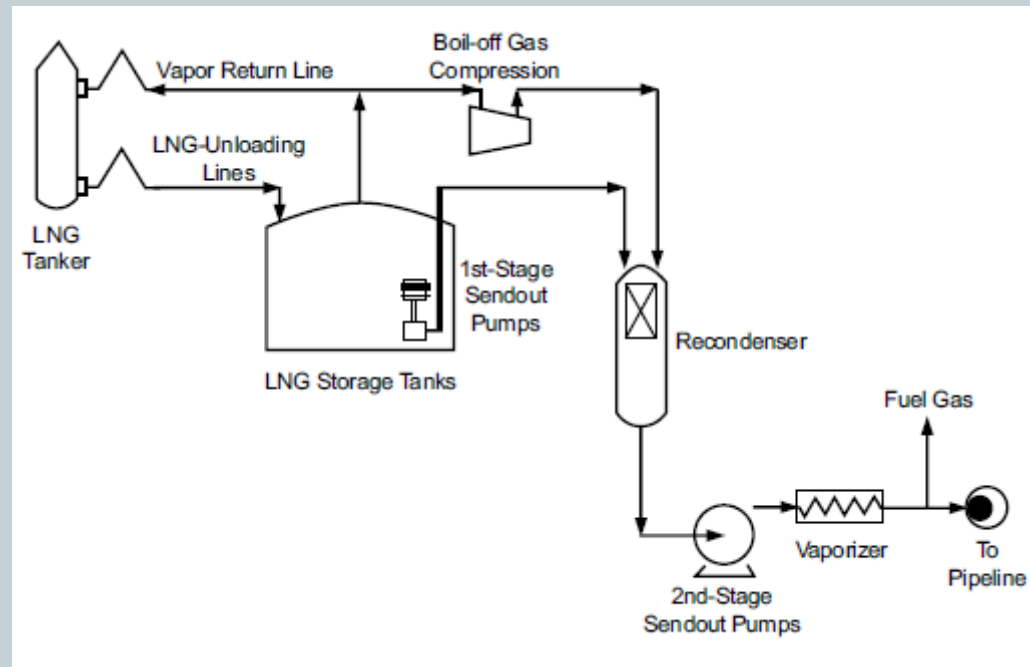 Boil-off Gas
Compression
Vapor Return Line
LNG-Unloading
Lines
LNG
Tanker
1st-Stage
Sendout
Pumps
LNG Storage Tanks
Recondenser
Fuel Gas
Vaporizer
To
Pipeline
2nd-Stage
Sendout Pumps